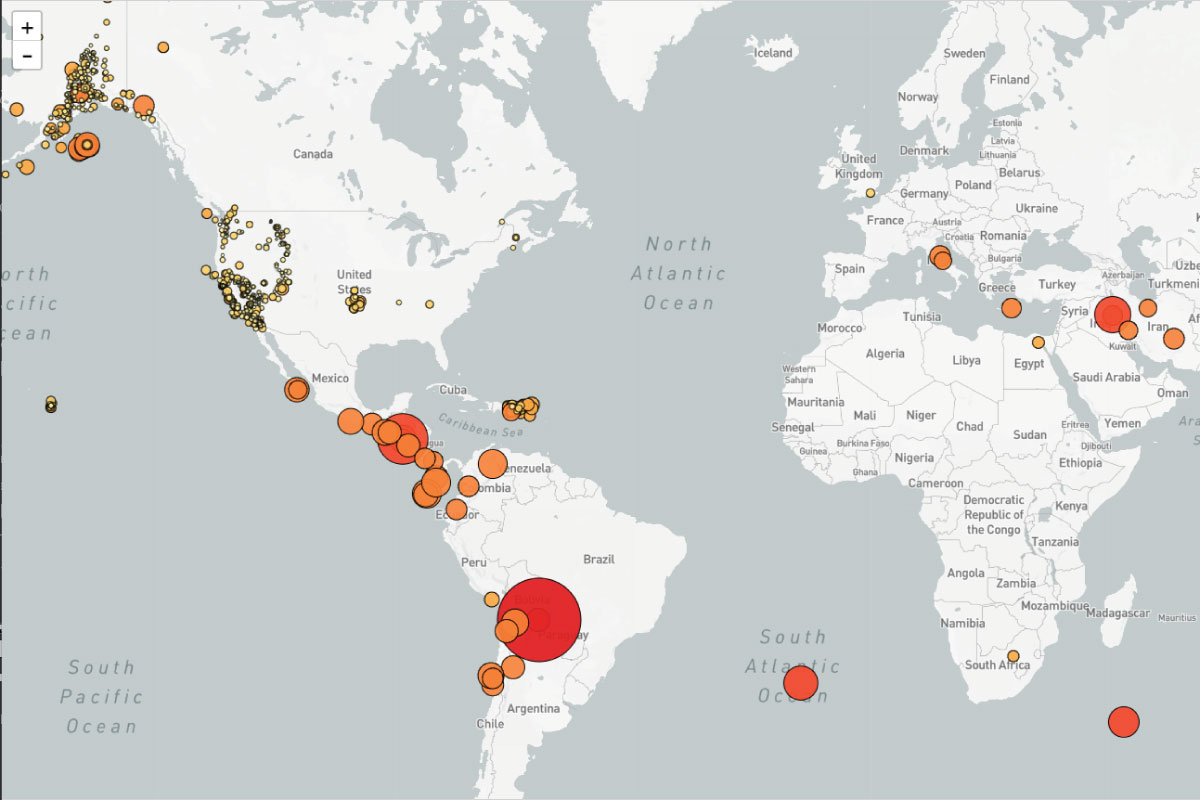 +
−
Iceland
Sweden
Finland
Norway
Estonia
Latvia
Lithuania
Denmark
United
Kingdom
Belarus
Poland
Germany
Ukraine
France
Austria
Croatia
Romania
Bulgaria
Spain
Greece
Turkey
Azerbaijan
Turkmeni
Uzbe
Canada
North
Atlantic
Ocean
orth
cific
cean
United
States
Morocco
Tunisia
Syria
Iran
Kuwait
Algeria
Libya
Egypt
Western
Sahara
Saudi Arabia
Oman
Mexico
Cuba
Caribbean Sea
Mauritania
Mali
Niger
Chad
Sudan
Eritrea
Yemen
Senegal
Burkina Faso
Guinea
Ghana
Nigeria
Djibouti
Ethiopia
Cameroon
enezuela
ombia
Democratic
Republic of
the Congo
Kenya
Tanzania
Peru
Brazil
Bolivia
Paraguay
Angola
Zambia
Mozambique
Madagascar
Mauritius
Namibia
South Africa
South
Pacific
Ocean
South
Atlantic
Ocean
Argentina
Chile